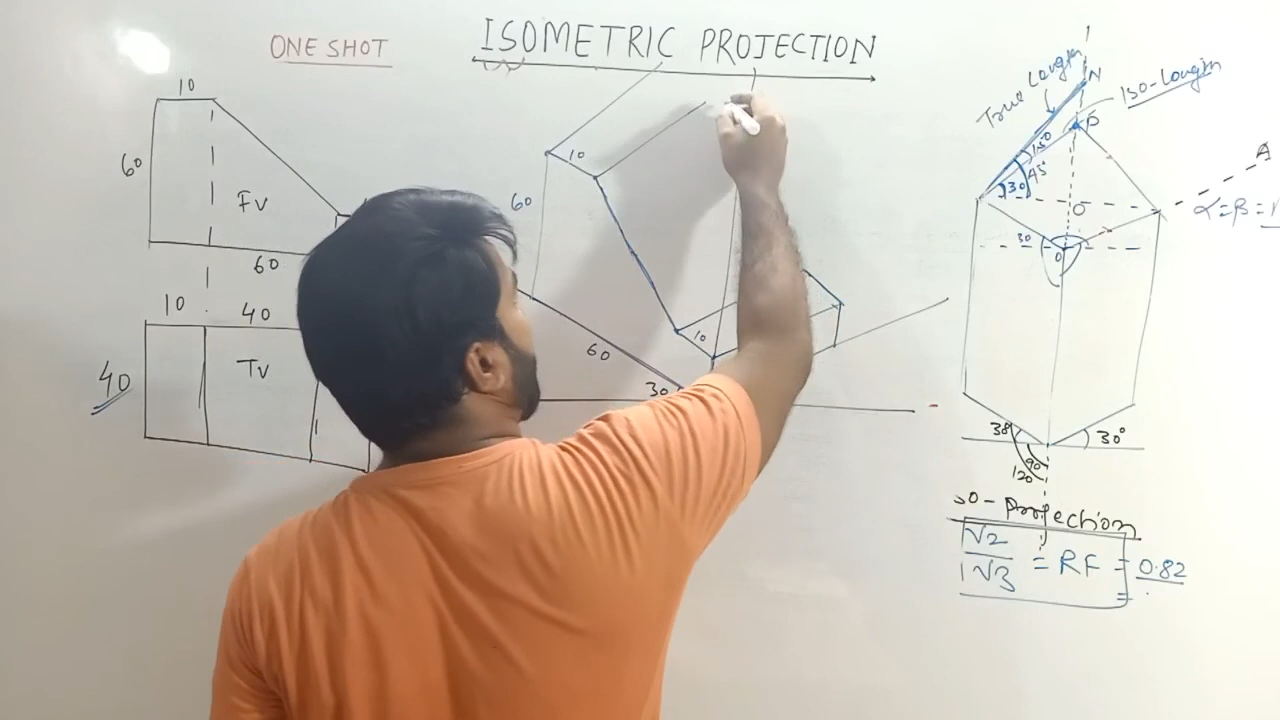 ONE SHOT
ISOMETRIC PROJECTION
10
60
FV
60
10
40
40
TV
10
60
10
60
30
True Length
N
Iso-Length
P
15°
45°
30
A
O
α=β=
30
O
30
30°
90
120
So-Projection
√2
√3
= RF = 0.82